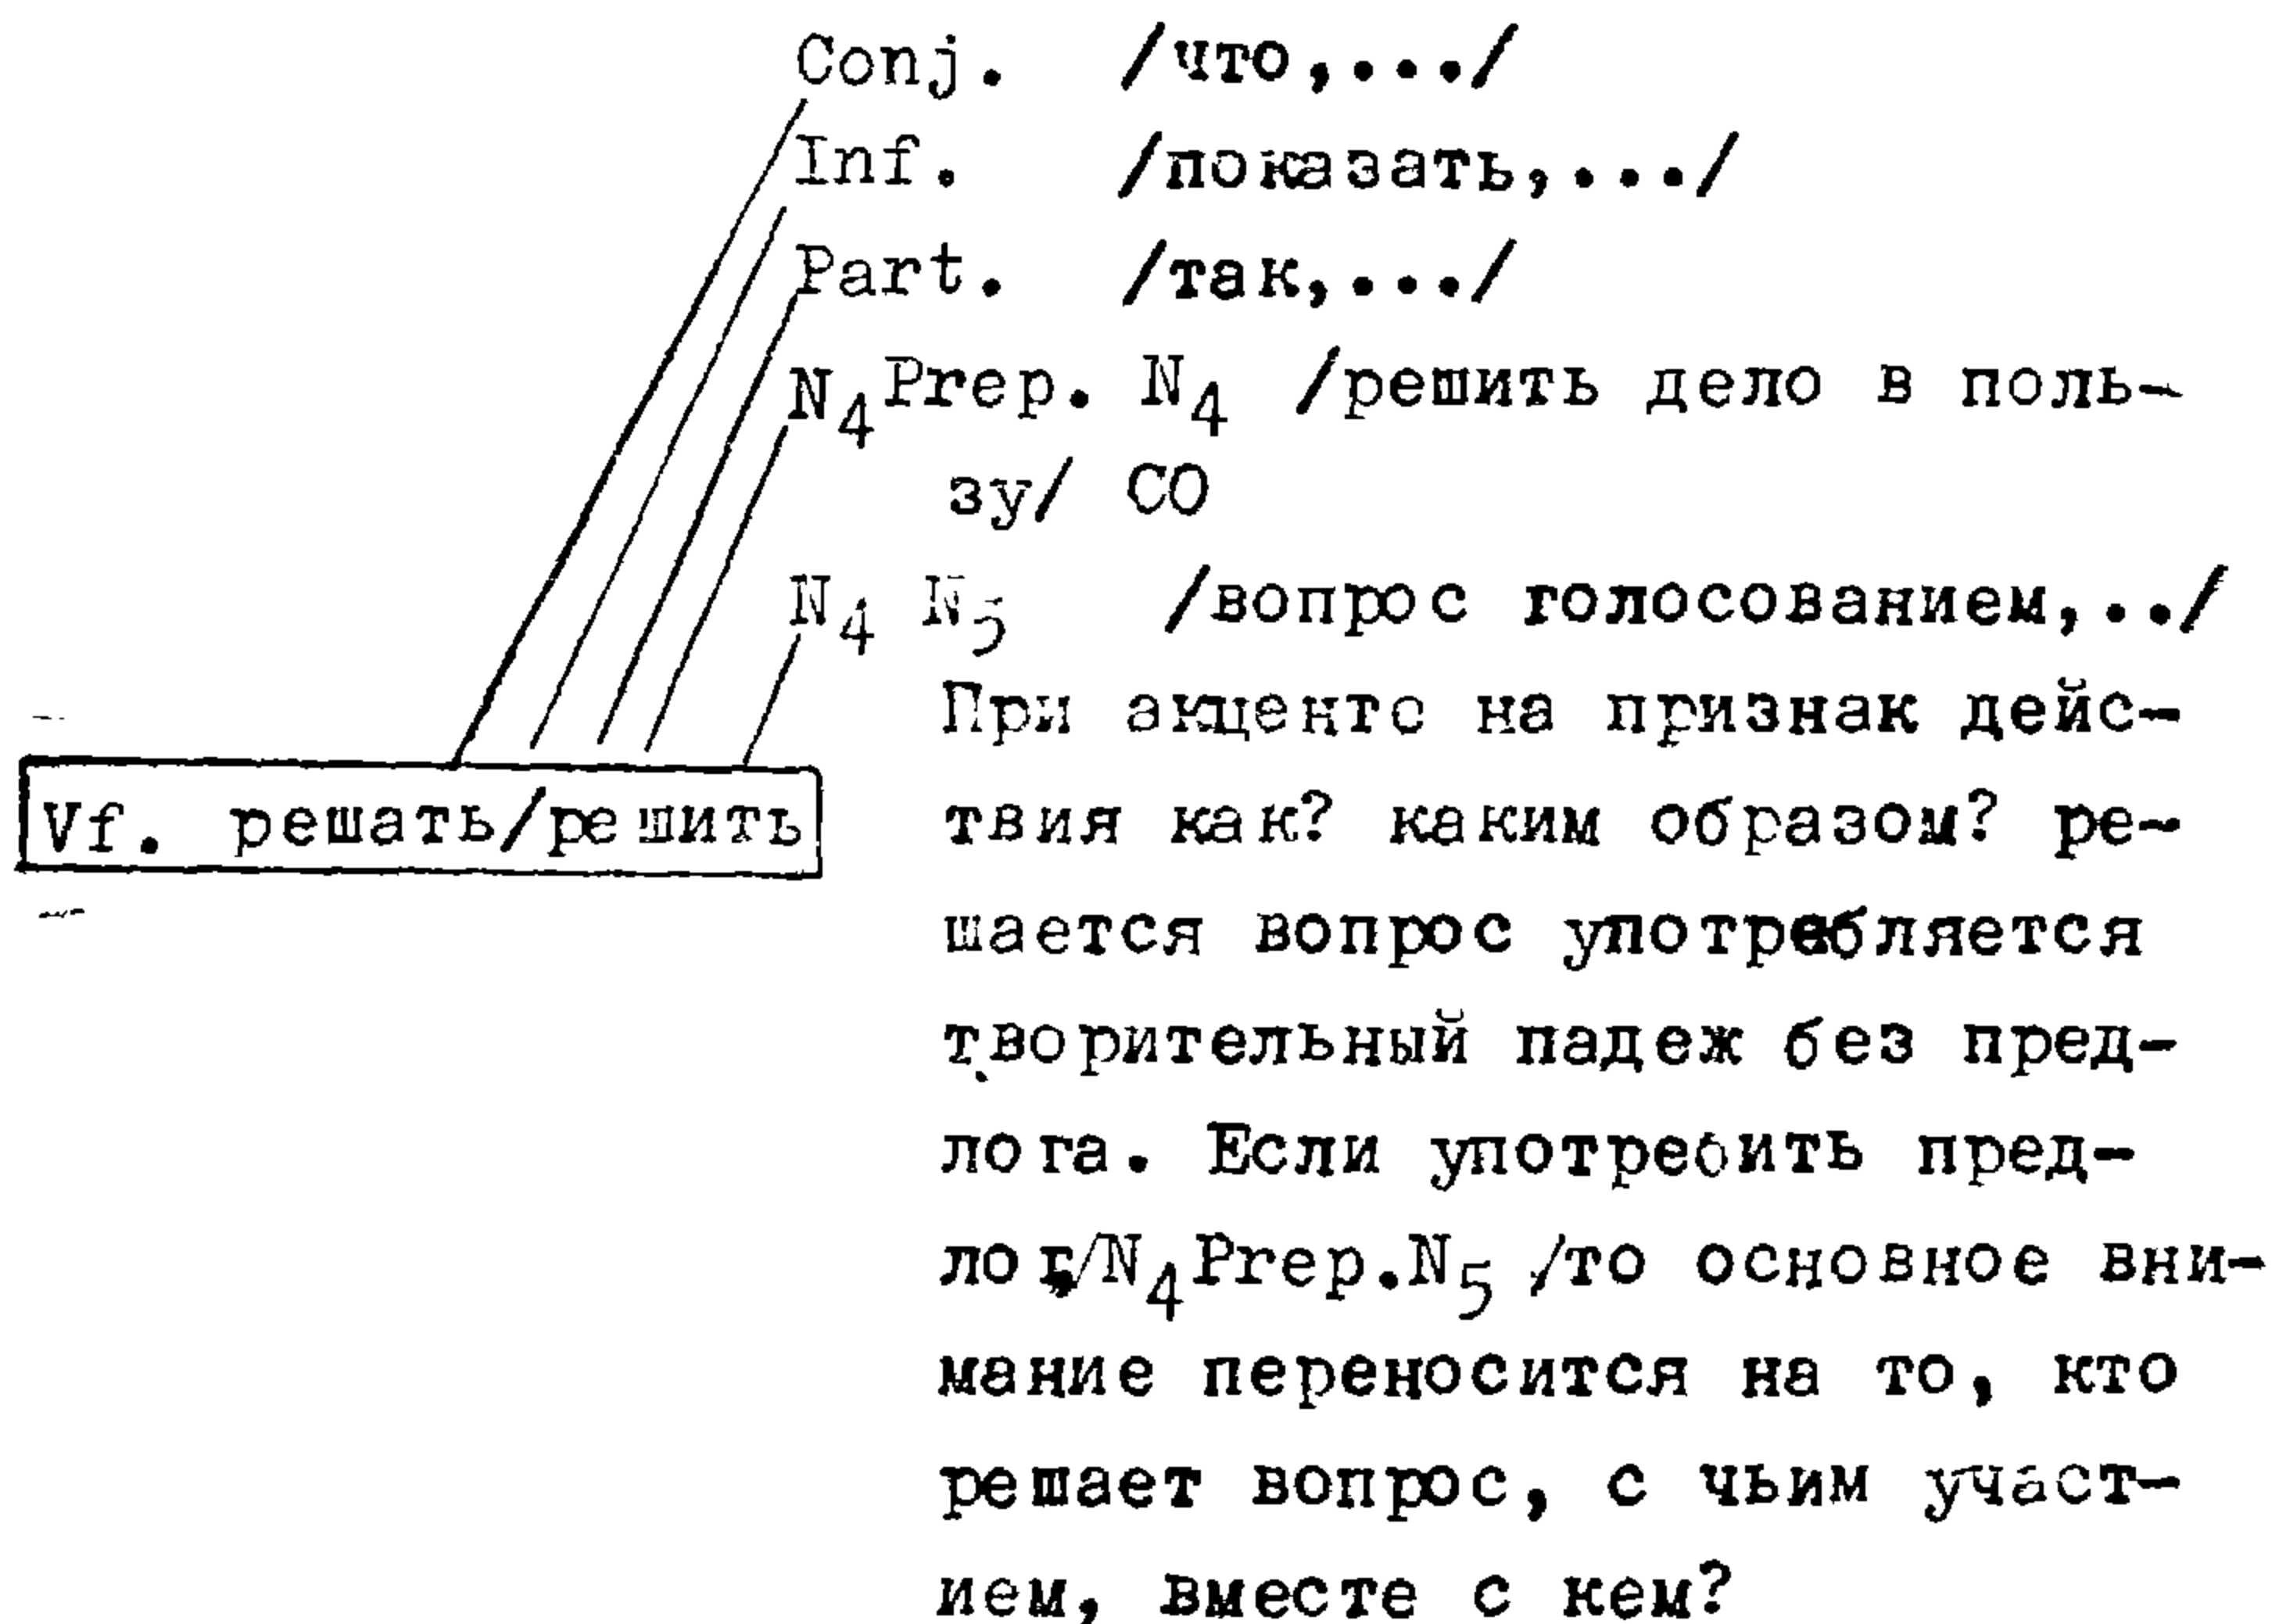 Conj. /что,.../
Inf. /показать,.../
Part. /так,.../
N₄Prep. N₄ /решить дело в поль-
зу/ СО
N₄ N₅ /вопрос голосованием,../
При акценте на признак дейс-
Vf. решать/решить
твия как? каким образом? ре-
шается вопрос употребляется
творительный падеж без пред-
лога. Если употребить пред-
лог,/N₄Prep.N₅ /то основное вни-
мание переносится на то, кто
решает вопрос, с чьим участ-
ием, вместе с кем?